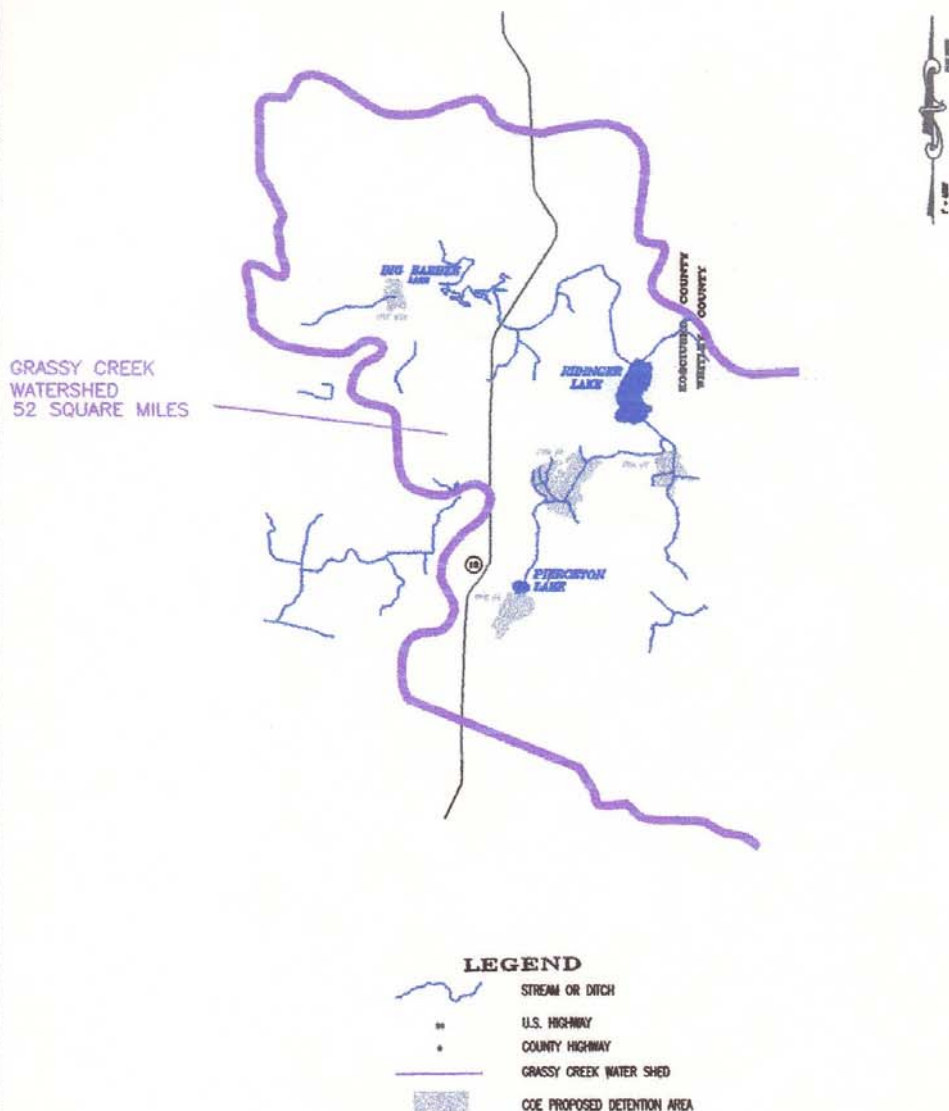 BIG BARBEE
LAKE
KOSCIUSKO COUNTY
WHITLEY COUNTY
GRASSY CREEK
WATERSHED
52 SQUARE MILES
RIDINGER
LAKE
PIERCETON
LAKE
LEGEND
STREAM OR DITCH
U.S. HIGHWAY
COUNTY HIGHWAY
GRASSY CREEK WATER SHED
COE PROPOSED DETENTION AREA